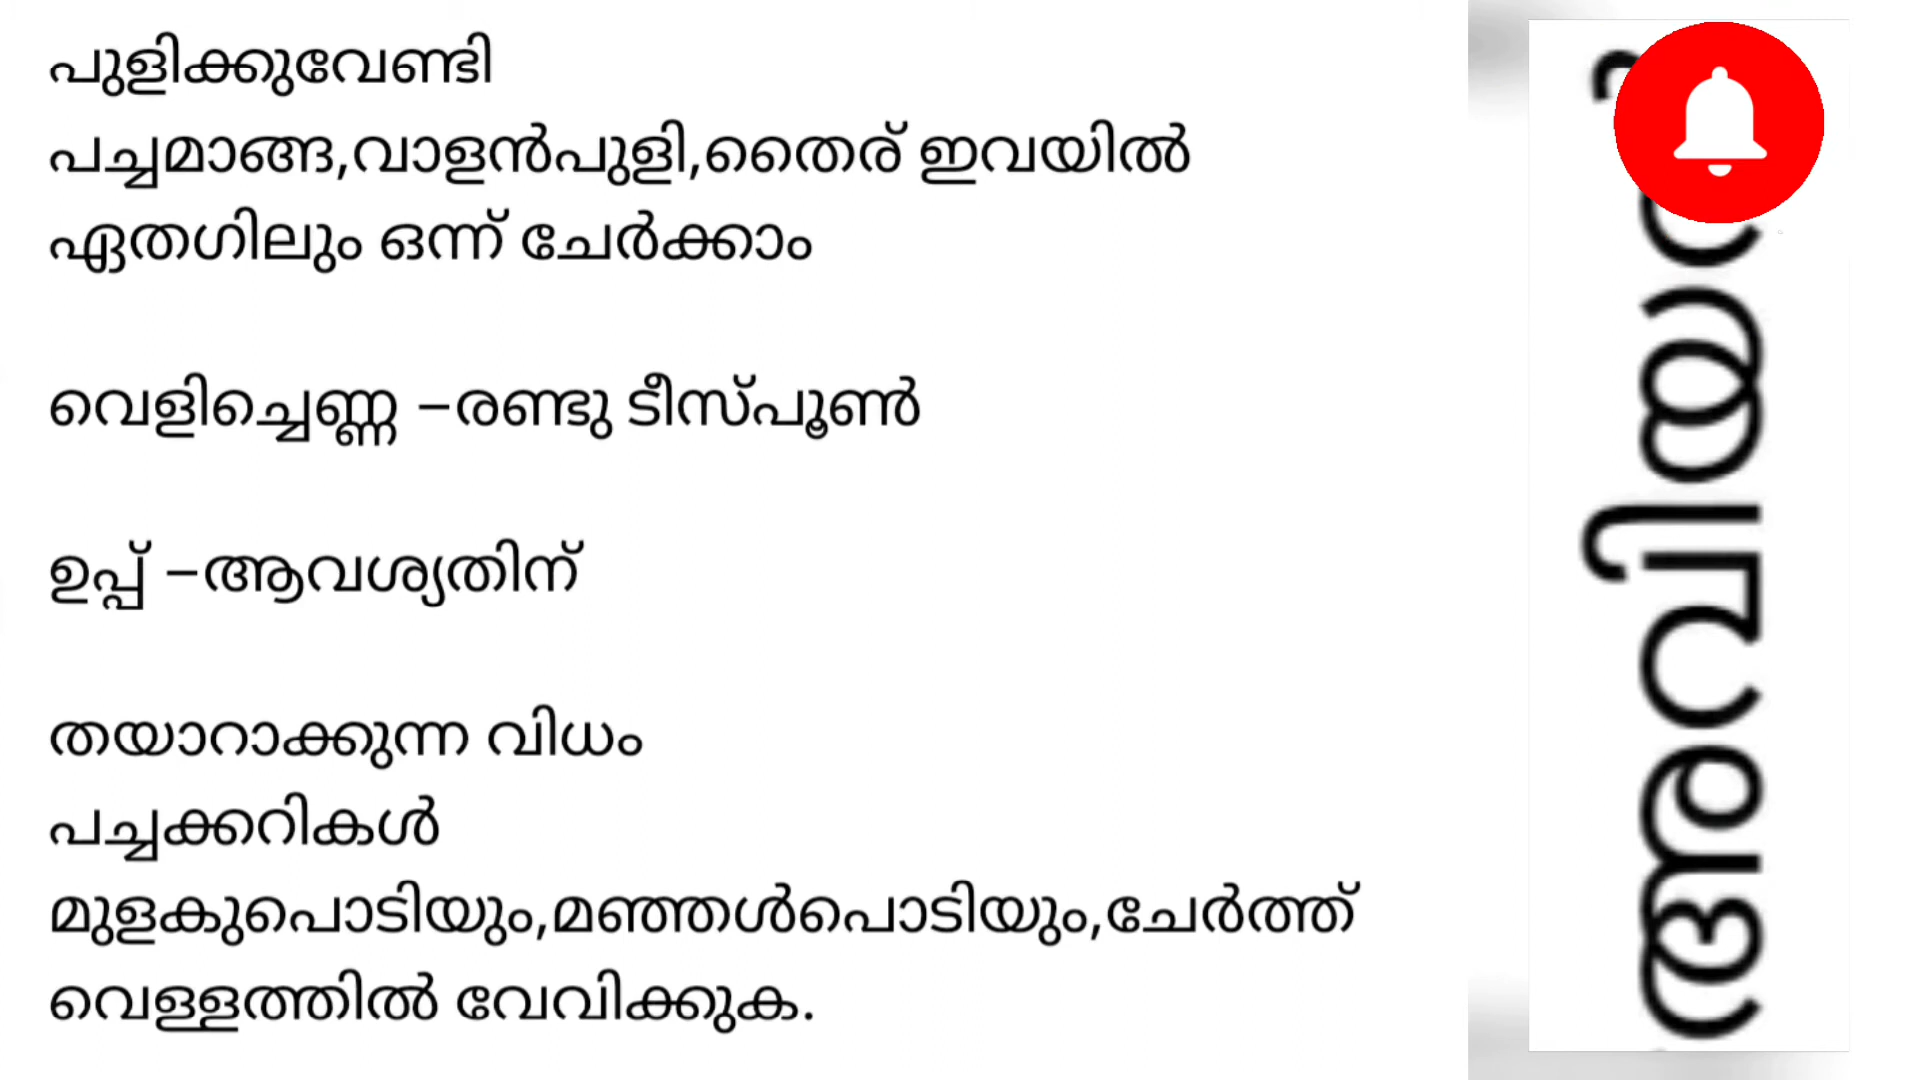 പുളിക്കുവേണ്ടി
പച്ചമാങ്ങ,വാളൻപുളി,തൈര് ഇവയിൽ
ഏതഗിലും ഒന്ന് ചേർക്കാം
വെളിച്ചെണ്ണ –രണ്ടു ടീസ്പൂൺ
ഉപ്പ് –ആവശ്യതിന്
തയാറാക്കുന്ന വിധം
പച്ചക്കറികൾ
മുളകുപൊടിയും,മഞ്ഞൾപൊടിയും,ചേർത്ത്
വെള്ളത്തിൽ വേവിക്കുക.